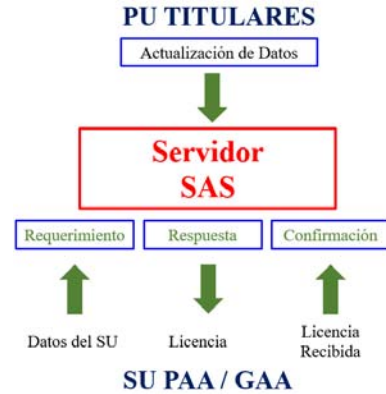 PU TITULARES
Actualización de Datos
Servidor
SAS
Requerimiento Respuesta Confirmación
Datos del SU Licencia Licencia
Recibida
SU PAA / GAA